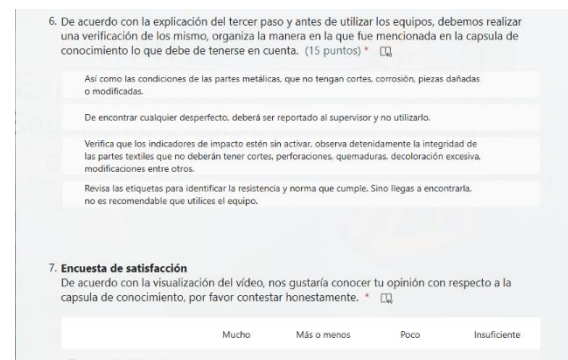 6. De acuerdo con la explicación del tercer paso y antes de utilizar los equipos, debemos realizar
una verificación de los mismo, organiza la manera en la que fue mencionada en la capsula de
conocimiento lo que debe de tenerse en cuenta. (15 puntos) *
Así como las condiciones de las partes metálicas, que no tengan cortes, corrosión, piezas dañadas
o modificadas.
De encontrar cualquier desperfecto, deberá ser reportado al supervisor y no utilizarlo.
Verifica que los indicadores de impacto estén sin activar, observa detenidamente la integridad de
las partes textiles que no deberán tener cortes, perforaciones, quemaduras, decoloración excesiva,
modificaciones entre otros.
Revisa las etiquetas para identificar la resistencia y norma que cumple. Sino llegas a encontrarla,
no es recomendable que utilices el equipo.
7. Encuesta de satisfacción
De acuerdo con la visualización del vídeo, nos gustaría conocer tu opinión con respecto a la
capsula de conocimiento, por favor contestar honestamente. *
Mucho Más o menos Poco Insuficiente